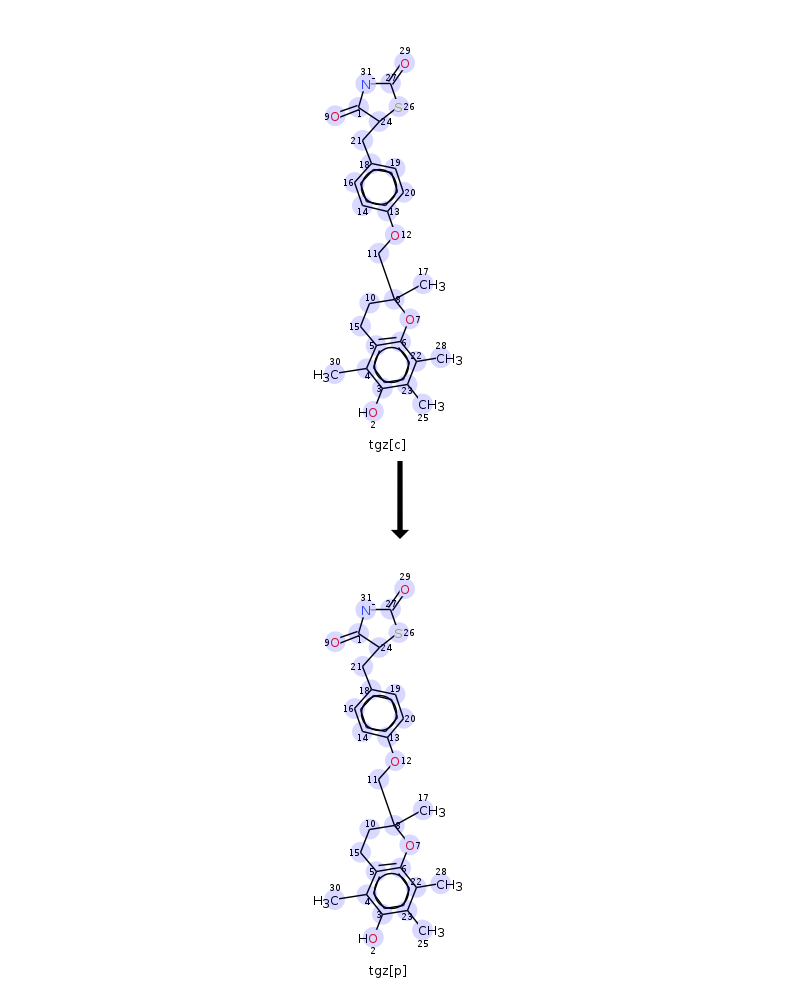 29
31 27
N-
O
9 O 1 S 26
24
21
18 19
16 20
14 13
O 12
11
17
10 8 CH3
O 7
15
5 6
28
22 CH3
30 4
H3C 3 23
CH3
HO 25
2
tgz[c]
29
31 27
N-
O
9 O 1 S 26
24
21
18 19
16 20
14 13
O 12
11
17
10 8 CH3
O 7
15
5 6
28
22 CH3
30 4
H3C 3 23
CH3
HO 25
2
tgz[p]